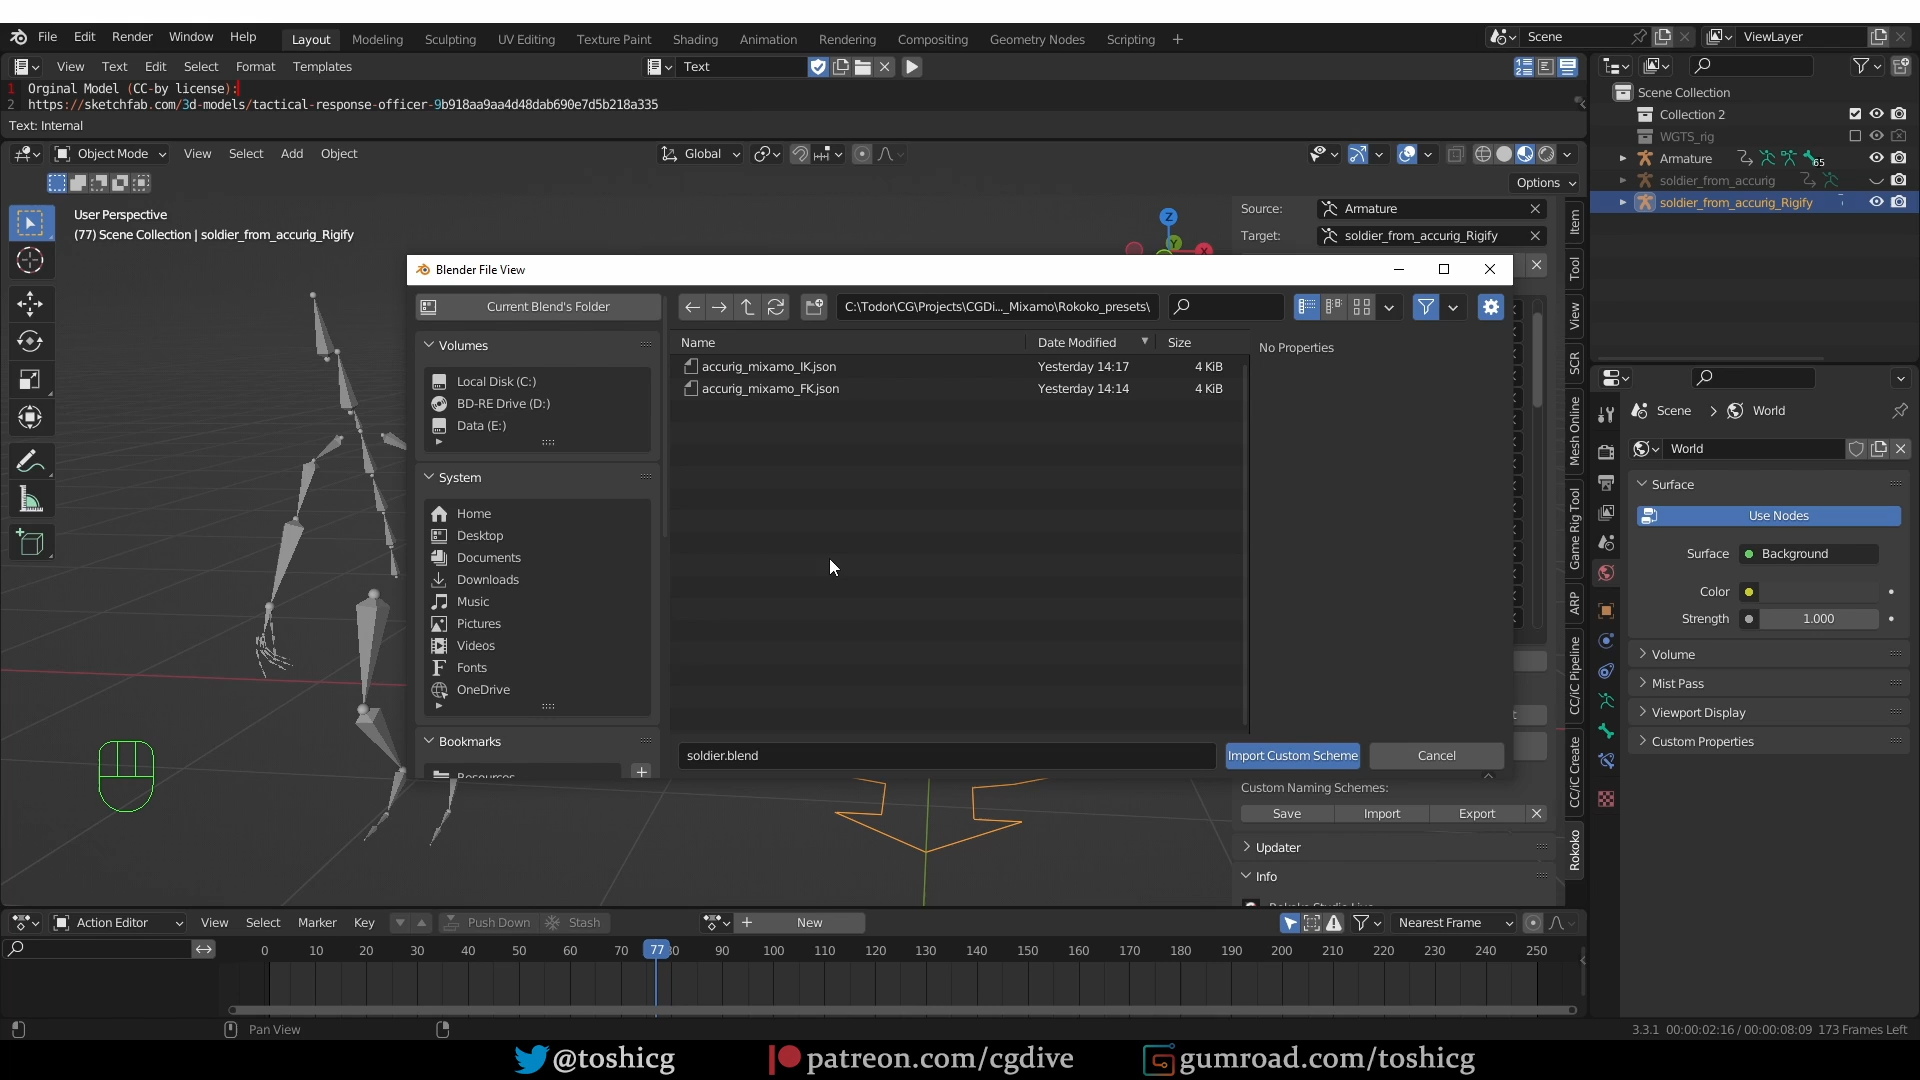 File Edit Render Window Help Layout Modeling Sculpting UV Editing Texture Paint Shading Animation Rendering Compositing Geometry Nodes Scripting + Scene ViewLayer
View Text Edit Select Format Templates Text
1 Orginal Model (CC-by license):
2 https://sketchfab.com/3d-models/tactical-response-officer-9b918aa9aa4d48dab690e7d5b218a335
Text: Internal
Object Mode View Select Add Object Global
Options
User Perspective
(77) Scene Collection | soldier_from_accurig_Rigify
Z
Y
X
Source: Armature
Target: soldier_from_accurig_Rigify
Scene Collection
Collection 2
WGTS_rig
Armature 65
soldier_from_accurig
soldier_from_accurig_Rigify
Blender File View
Current Blend's Folder
C:\Todor\CG\Projects\CGDi..._Mixamo\Rokoko_presets\
Volumes
Local Disk (C:)
BD-RE Drive (D:)
Data (E:)
System
Home
Desktop
Documents
Downloads
Music
Pictures
Videos
Fonts
OneDrive
Bookmarks
Resources
Name Date Modified Size
accurig_mixamo_IK.json Yesterday 14:17 4 KiB
accurig_mixamo_FK.json Yesterday 14:14 4 KiB
No Properties
soldier.blend Import Custom Scheme Cancel
Custom Naming Schemes:
Save Import Export
Updater
Info
Item
Tool
View
SCR
Mesh Online
Game Rig Tool
ARP
CC/iC Pipeline
CC/iC Create
Rokoko
Scene World
World
Surface
Use Nodes
Surface Background
Color
Strength 1.000
Volume
Mist Pass
Viewport Display
Custom Properties
Action Editor View Select Marker Key Push Down Stash New Nearest Frame
0 10 20 30 40 50 60 70 77 80 90 100 110 120 130 140 150 160 170 180 190 200 210 220 230 240 250
Pan View
3.3.1 00:00:02:16 / 00:00:08:09 173 Frames Left
@toshicg patreon.com/cgdive gumroad.com/toshicg